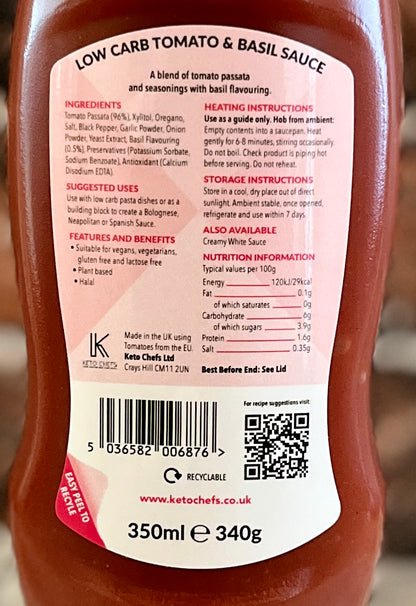 LOW CARB TOMATO & BASIL SAUCE
A blend of tomato passata
and seasonings with basil flavouring.
INGREDIENTS
Tomato Passata (96%), Xylitol, Oregano,
Salt, Black Pepper, Garlic Powder, Onion
Powder, Yeast Extract, Basil Flavouring
(0.5%), Preservatives (Potassium Sorbate,
Sodium Benzoate), Antioxidant (Calcium
Disodium EDTA).
SUGGESTED USES
Use with low carb pasta dishes or as a
building block to create a Bolognese,
Neapolitan or Spanish Sauce.
FEATURES AND BENEFITS
• Suitable for vegans, vegetarians,
gluten free and lactose free
• Plant based
• Halal
K
KETO CHEFS
Made in the UK using
Tomatoes from the EU.
Keto Chefs Ltd
Crays Hill CM11 2UN
HEATING INSTRUCTIONS
Use as a guide only. Hob from ambient:
Empty contents into a saucepan. Heat
gently for 6-8 minutes, stirring occasionally.
Do not boil. Check product is piping hot
before serving. Do not reheat.
STORAGE INSTRUCTIONS
Store in a cool, dry place out of direct
sunlight. Ambient stable, once opened,
refrigerate and use within 7 days.
ALSO AVAILABLE
Creamy White Sauce
NUTRITION INFORMATION
Typical values per 100g
Energy 120kJ/29kcal
Fat 0.1g
of which saturates 0g
Carbohydrate 6g
of which sugars 3.9g
Protein 1.6g
Salt 0.35g
Best Before End: See Lid
For recipe suggestions visit:
5 036582 006876 >
RECYCLABLE
EASY PEEL TO
RECYLE
www.ketochefs.co.uk
350ml e 340g